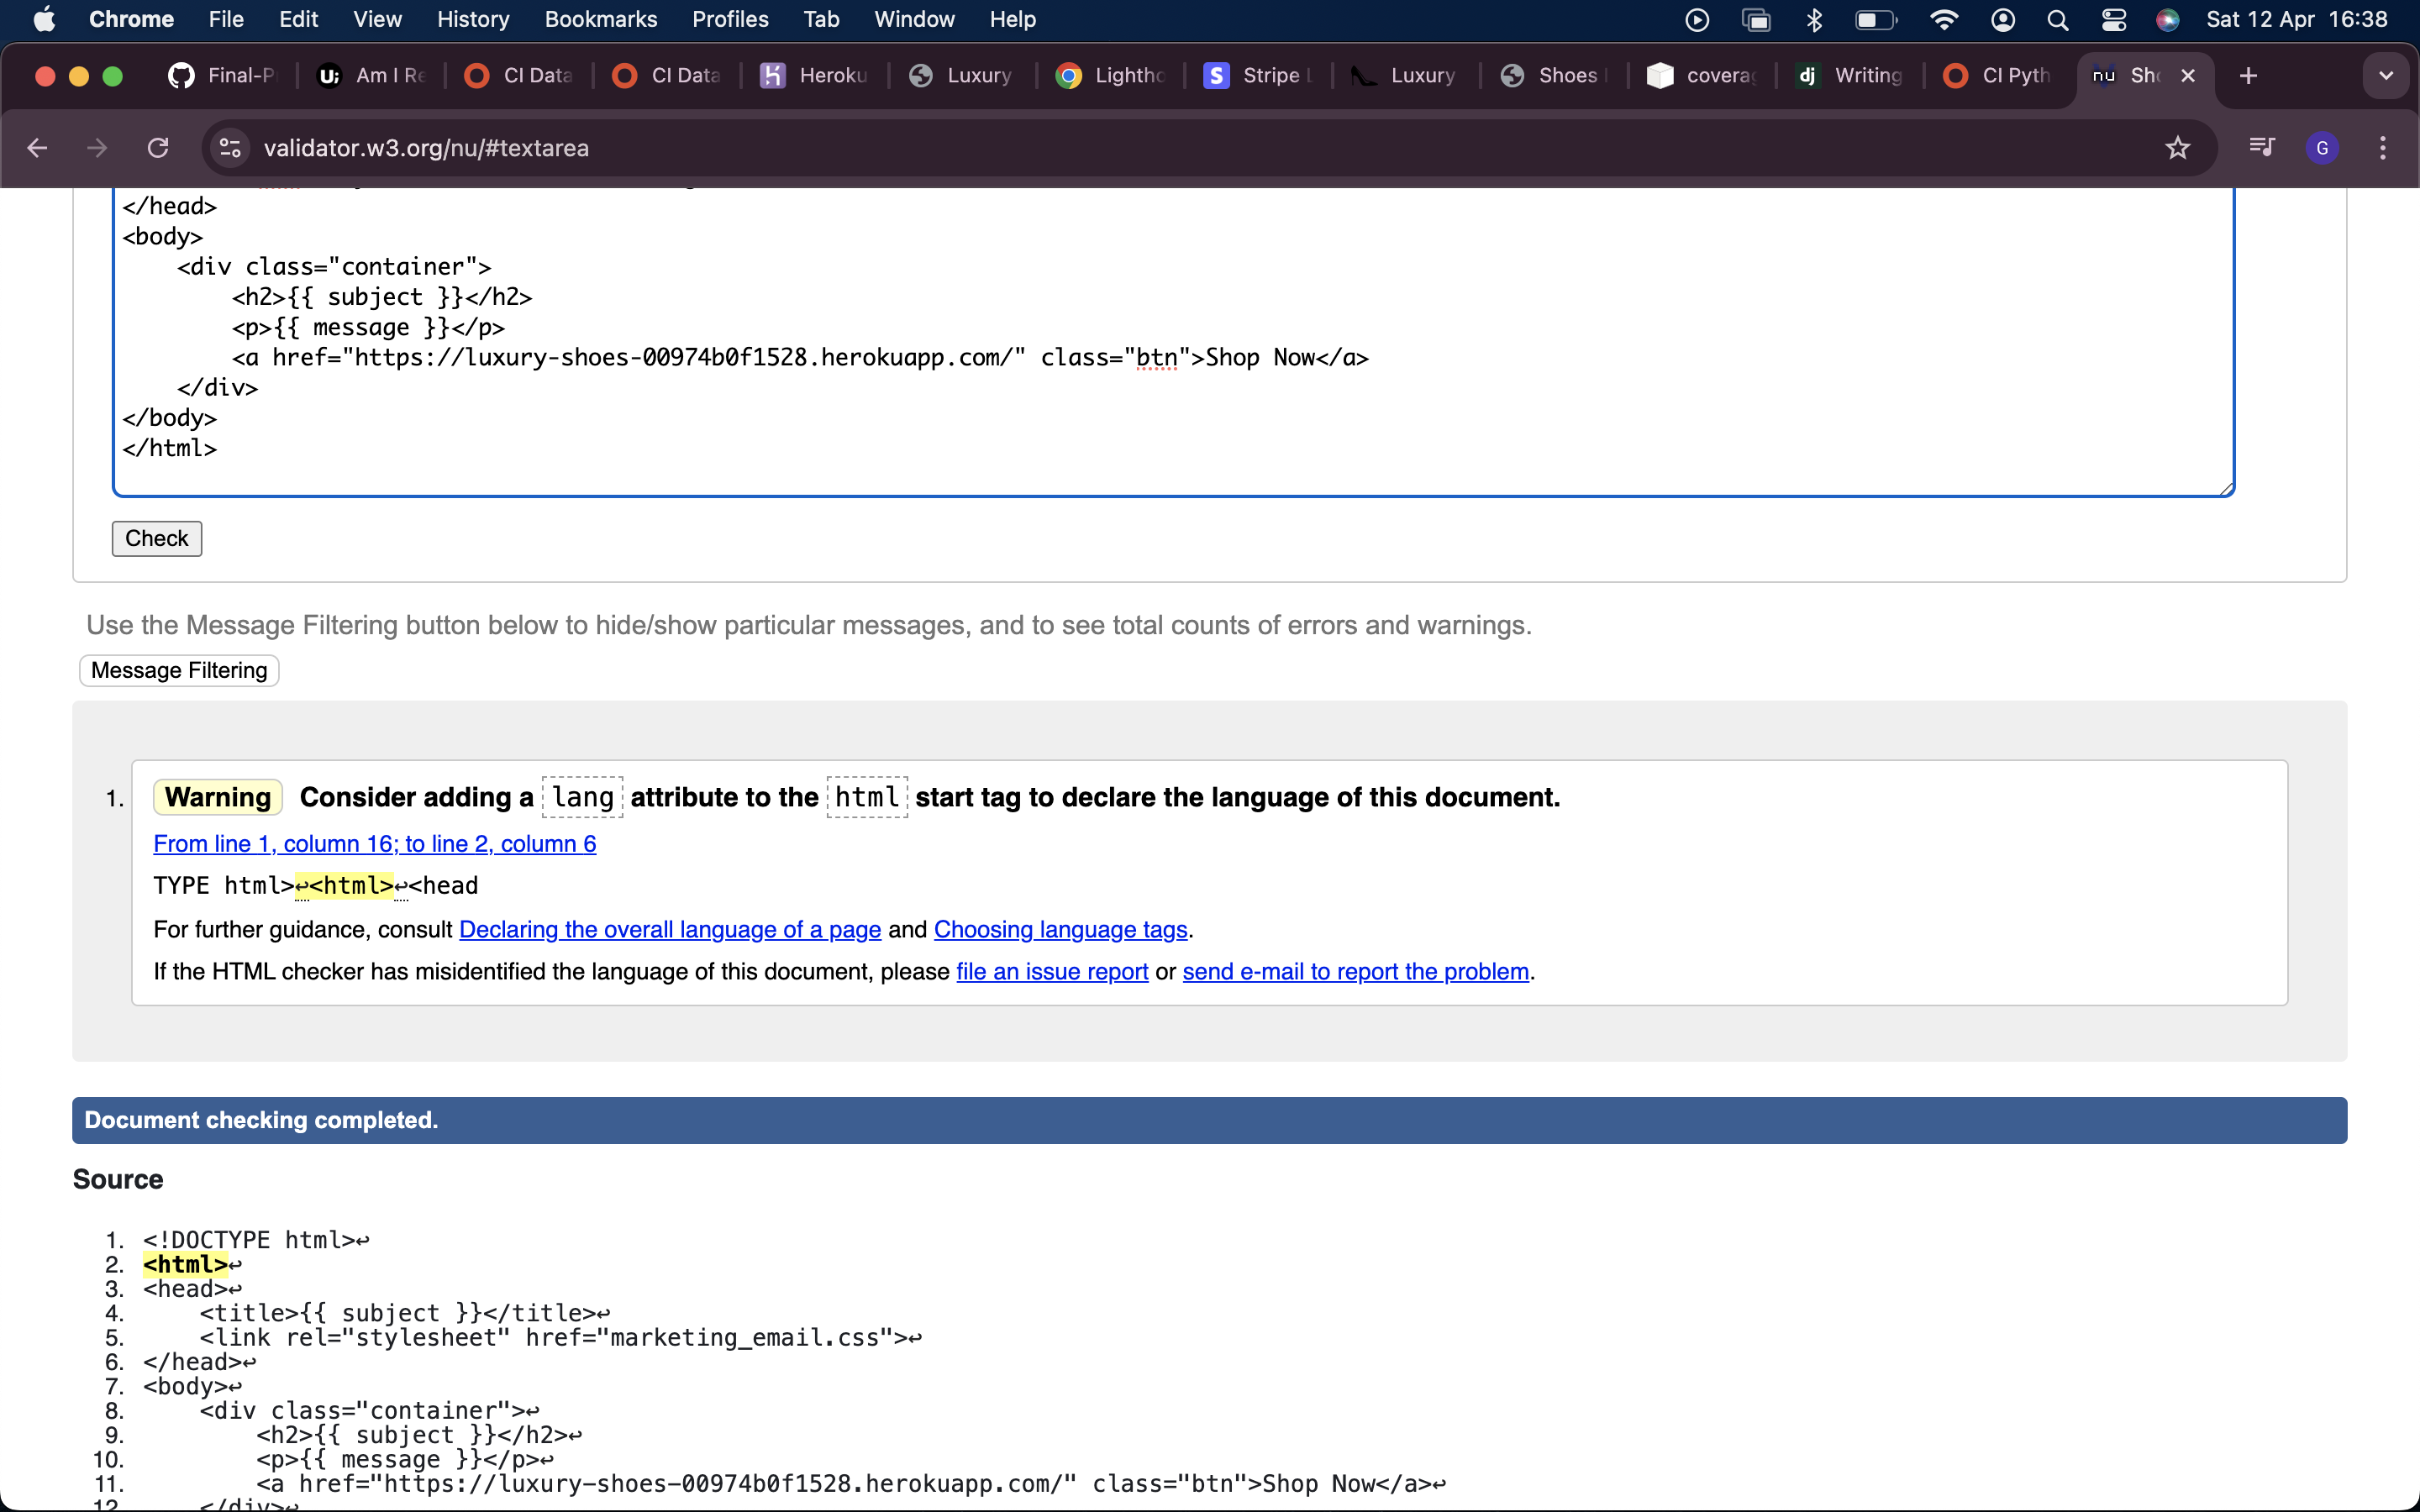 Chrome File Edit View History Bookmarks Profiles Tab Window Help Sat 12 Apr 16:38
Final-P Am I Re CI Data CI Data Heroku Luxury Lightho Stripe L Luxury Shoes coverag Writing CI Pyth Sho
validator.w3.org/nu/#textarea G
</head>
<body>
<div class="container">
<h2>{{ subject }}</h2>
<p>{{ message }}</p>
<a href="https://luxury-shoes-00974b0f1528.herokuapp.com/" class="btn">Shop Now</a>
</div>
</body>
</html>
Check
Use the Message Filtering button below to hide/show particular messages, and to see total counts of errors and warnings.
Message Filtering
1. Warning Consider adding a lang attribute to the html start tag to declare the language of this document.
From line 1, column 16; to line 2, column 6
TYPE html>↩<html>↩<head
For further guidance, consult Declaring the overall language of a page and Choosing language tags.
If the HTML checker has misidentified the language of this document, please file an issue report or send e-mail to report the problem.
Document checking completed.
Source
1. <!DOCTYPE html>↩
2. <html>↩
3. <head>↩
4. <title>{{ subject }}</title>↩
5. <link rel="stylesheet" href="marketing_email.css">↩
6. </head>↩
7. <body>↩
8. <div class="container">↩
9. <h2>{{ subject }}</h2>↩
10. <p>{{ message }}</p>↩
11. <a href="https://luxury-shoes-00974b0f1528.herokuapp.com/" class="btn">Shop Now</a>↩
12. </div>↩